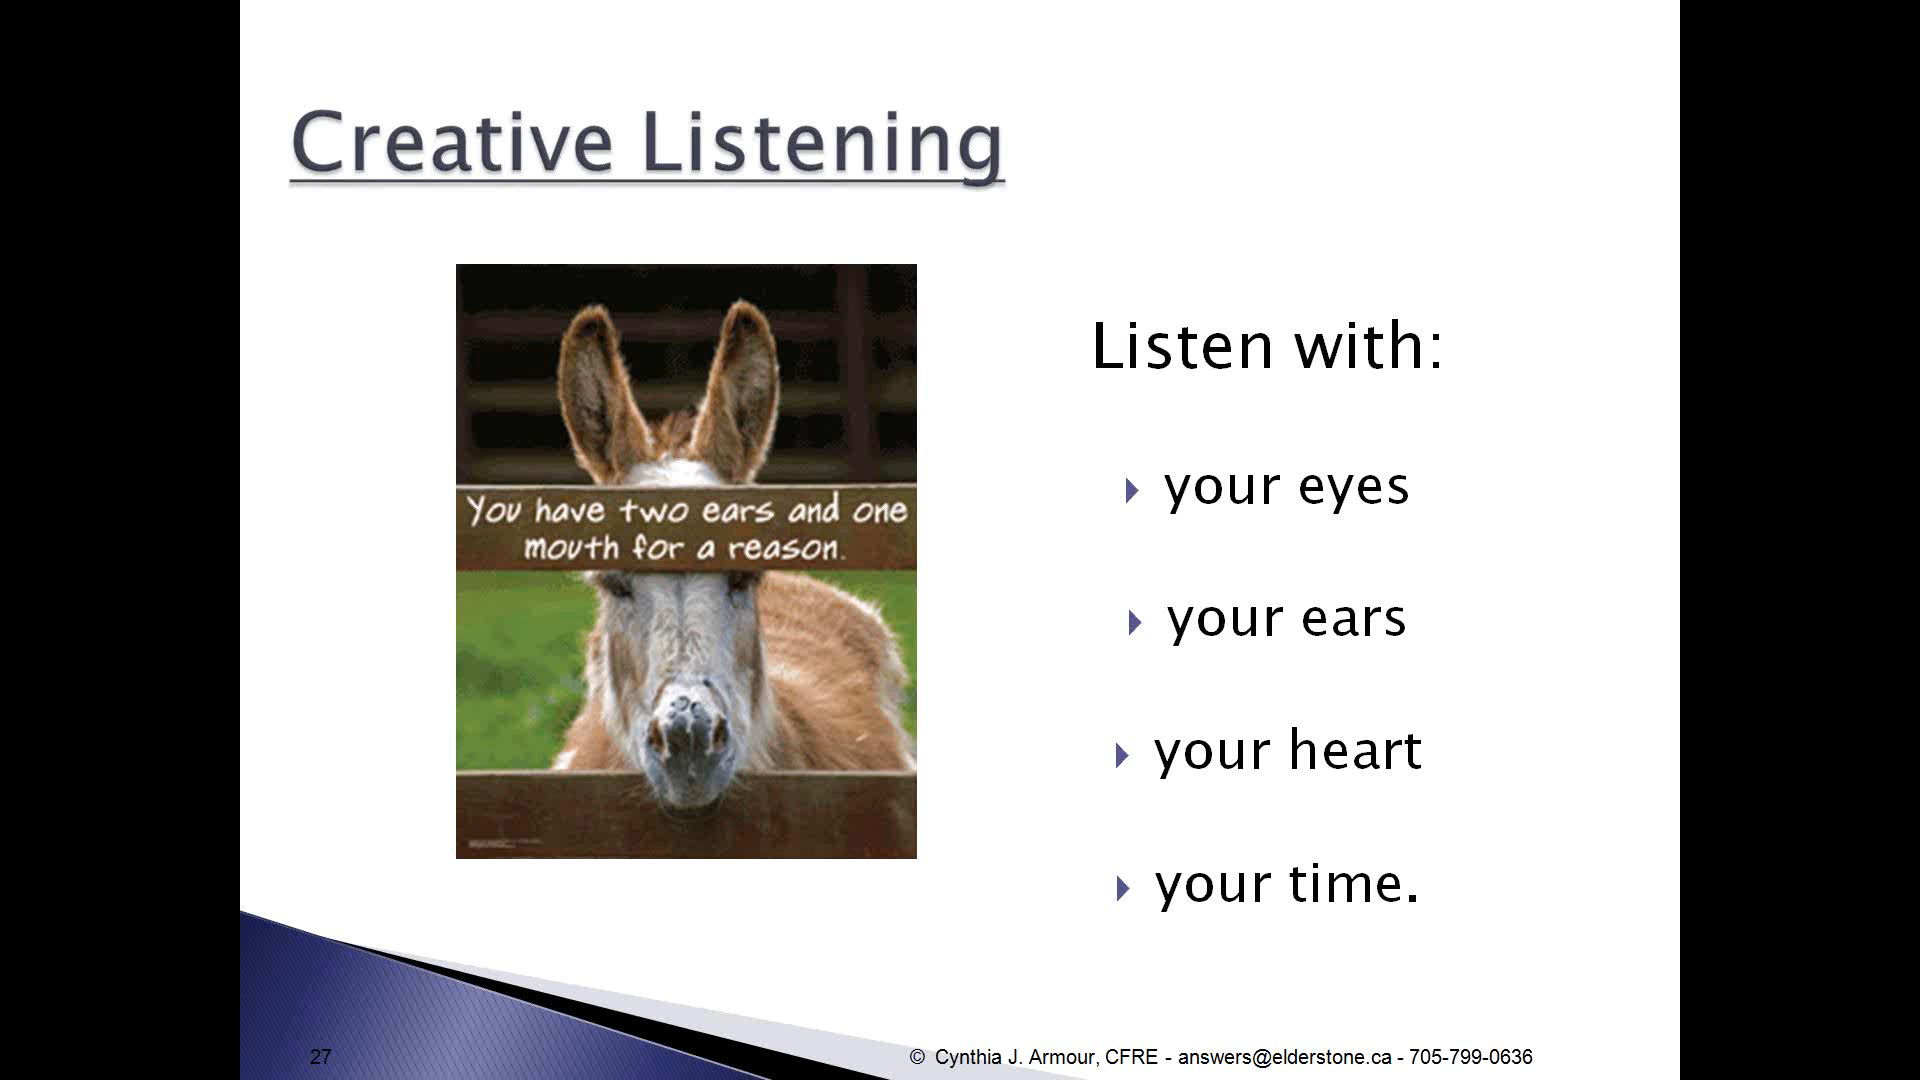 Creative Listening
You have two ears and one
mouth for a reason.
Listen with:
your eyes
your ears
your heart
your time.
27
© Cynthia J. Armour, CFRE - answers@elderstone.ca - 705-799-0636